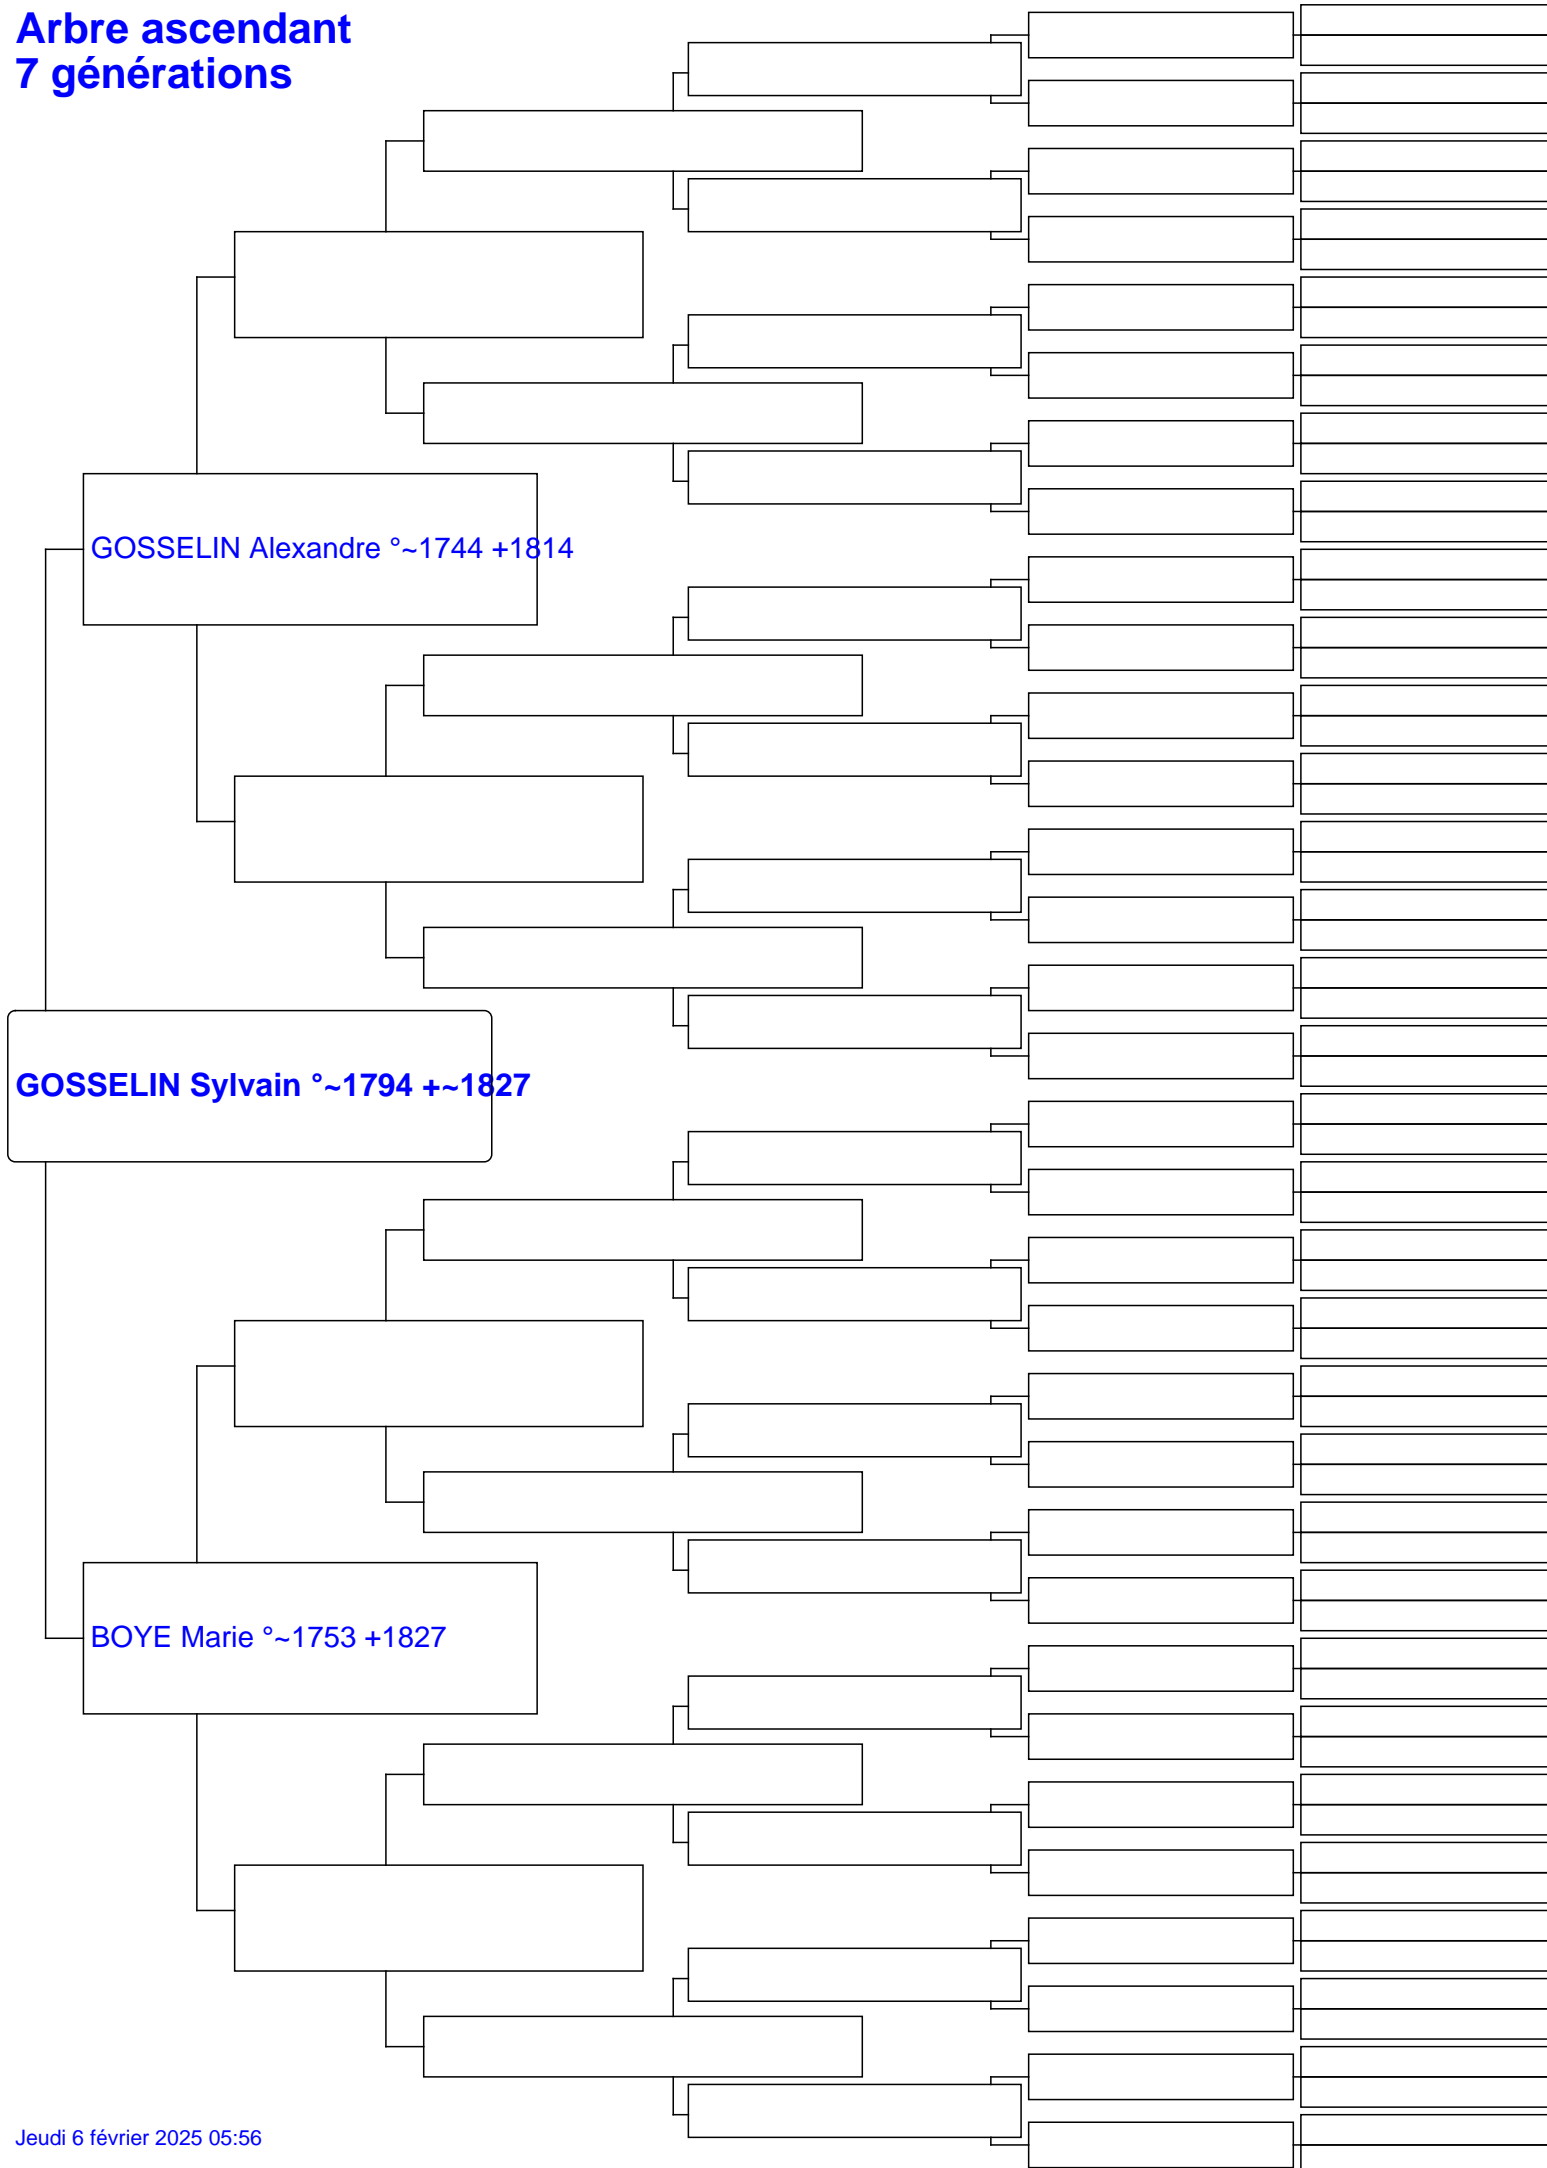 Arbre ascendant
7 générations
GOSSELIN Alexandre °~1744 +1814
GOSSELIN Sylvain °~1794 +~1827
BOYE Marie °~1753 +1827
Jeudi 6 février 2025 05:56